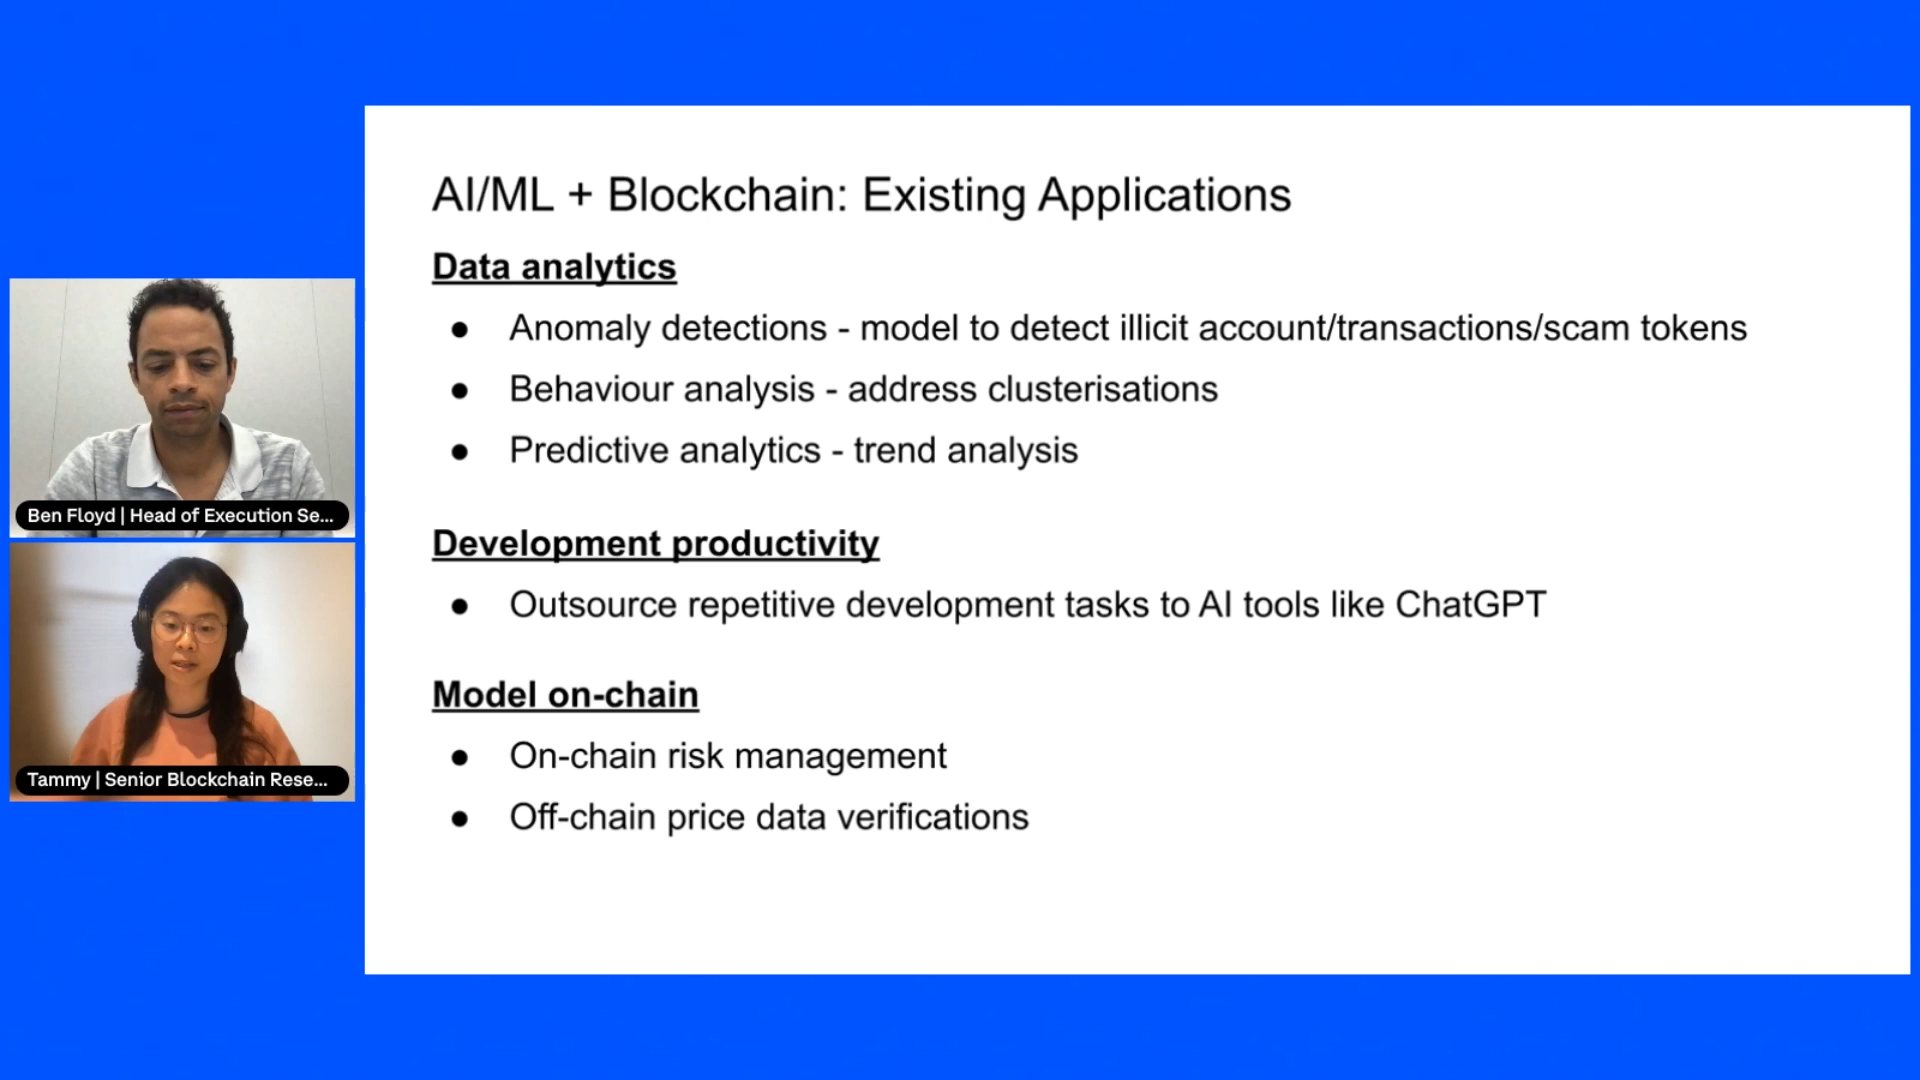 AI/ML + Blockchain: Existing Applications
Data analytics
● Anomaly detections - model to detect illicit account/transactions/scam tokens
● Behaviour analysis - address clusterisations
● Predictive analytics - trend analysis
Development productivity
● Outsource repetitive development tasks to AI tools like ChatGPT
Model on-chain
● On-chain risk management
● Off-chain price data verifications
Ben Floyd | Head of Execution Se...
Tammy | Senior Blockchain Rese...